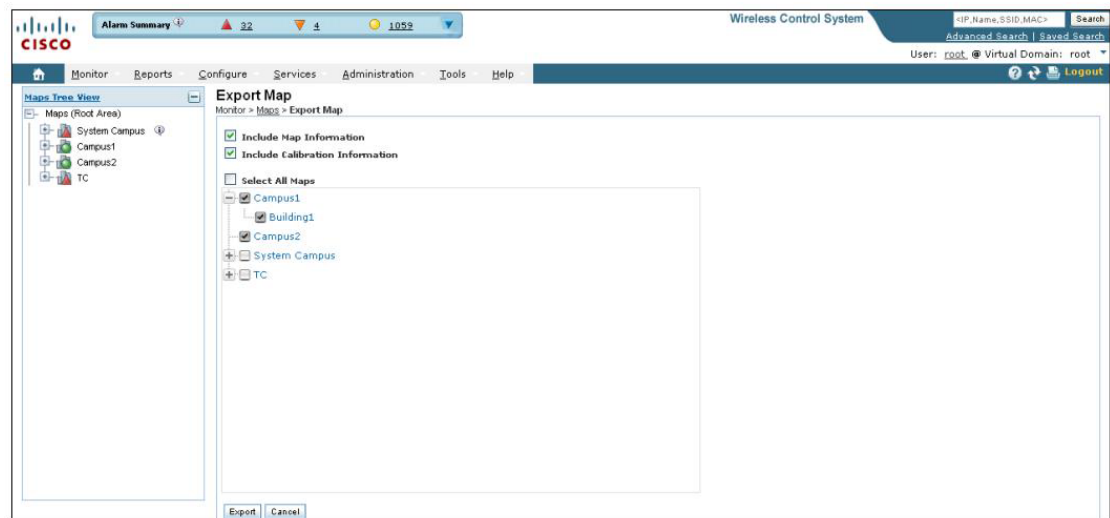 Alarm Summary 32 4 1059
CISCO
Wireless Control System
<IP,Name,SSID,MAC> Search
Advanced Search | Saved Search
User: root @ Virtual Domain: root
Monitor Reports Configure Services Administration Tools Help
Logout
Maps Tree View
Maps (Root Area)
System Campus
Campus1
Campus2
TC
Export Map
Monitor > Maps > Export Map
Include Map Information
Include Calibration Information
Select All Maps
Campus1
Building1
Campus2
System Campus
TC
Export Cancel